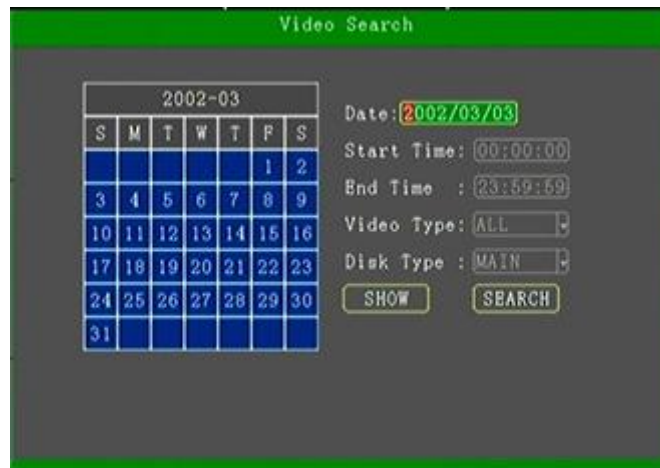 Video Search
2002-03
S M T W T F S
1 2
3 4 5 6 7 8 9
10 11 12 13 14 15 16
17 18 19 20 21 22 23
24 25 26 27 28 29 30
31
Date:2002/03/03
Start Time:00:00:00
End Time :23:59:59
Video Type:ALL
Disk Type :MAIN
SHOW SEARCH